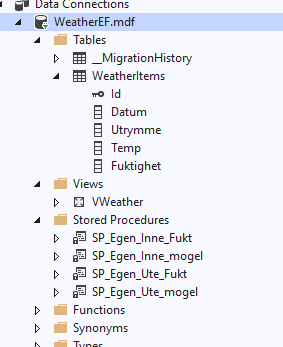 Data Connections
WeatherEF.mdf
Tables
__MigrationHistory
WeatherItems
Id
Datum
Utrymme
Temp
Fuktighet
Views
VWeather
Stored Procedures
SP_Egen_Inne_Fukt
SP_Egen_Inne_mogel
SP_Egen_Ute_Fukt
SP_Egen_Ute_mogel
Functions
Synonyms
Types